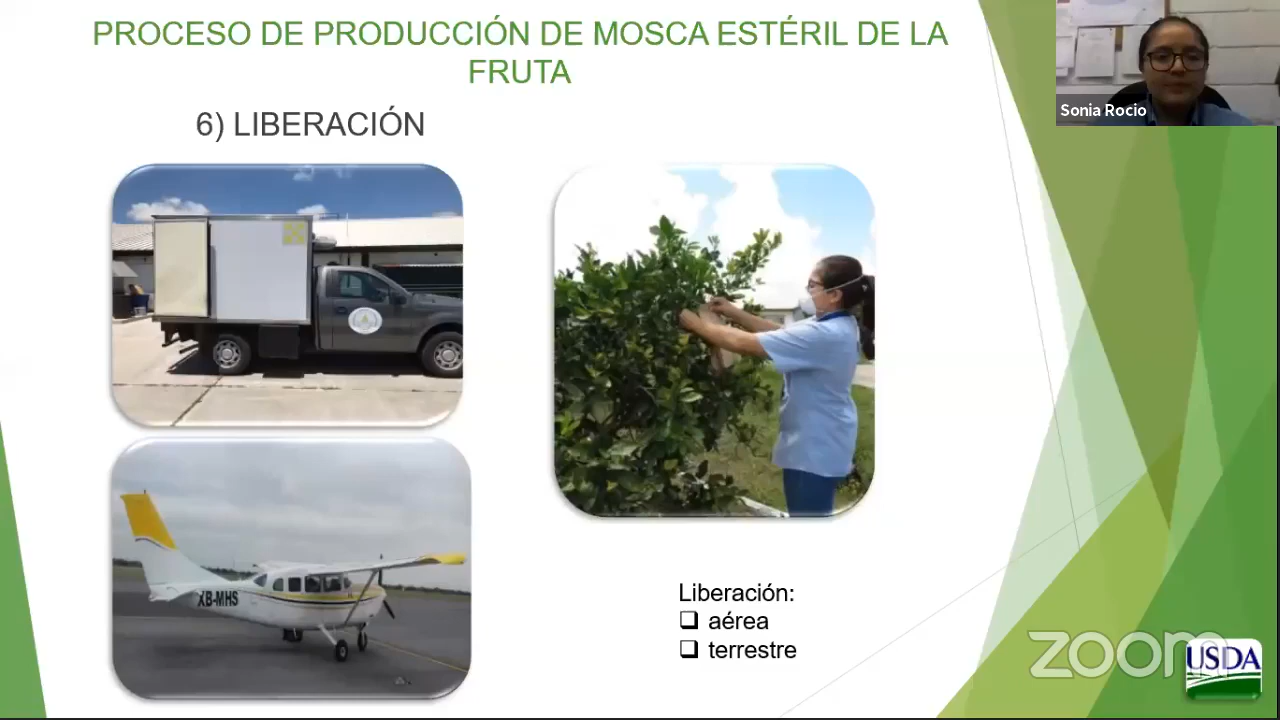 PROCESO DE PRODUCCIÓN DE MOSCA ESTÉRIL DE LA
FRUTA
Sonia Rocio
6) LIBERACIÓN
XB-MHS
Liberación:
❑ aérea
❑ terrestre
zoom
USDA